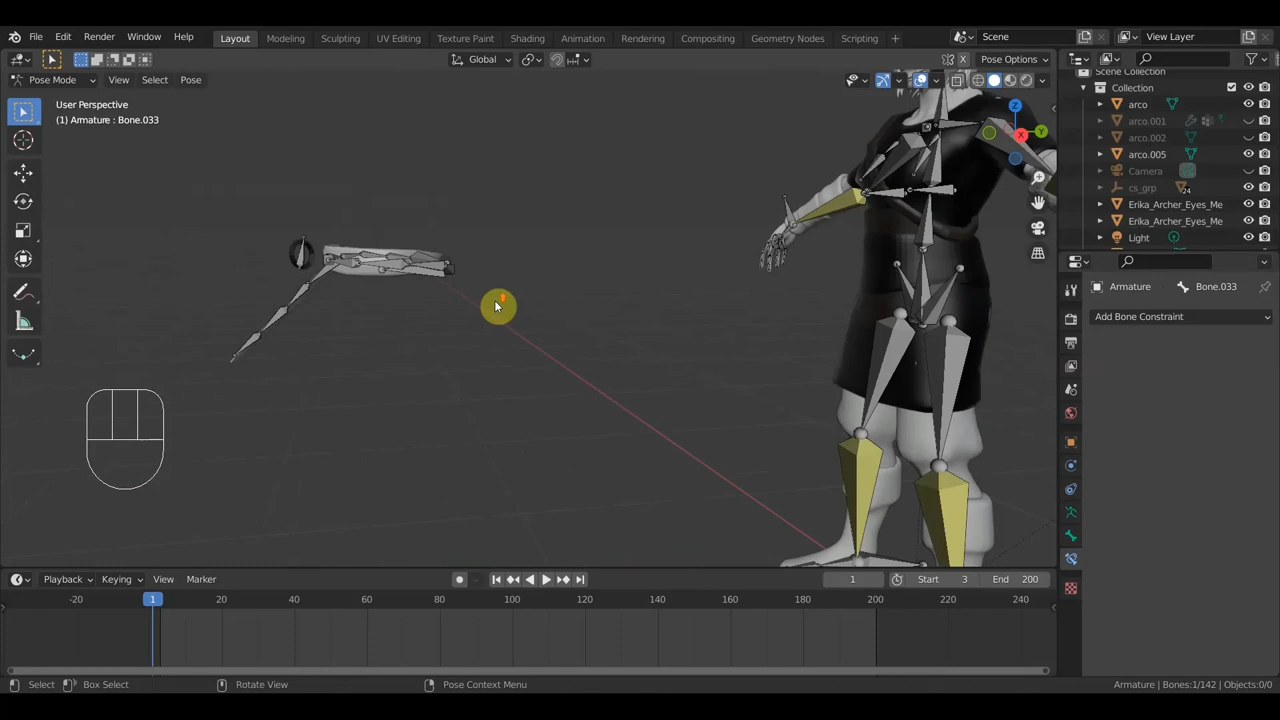 File Edit Render Window Help Layout Modeling Sculpting UV Editing Texture Paint Shading Animation Rendering Compositing Geometry Nodes Scripting + Scene View Layer
Global Pose Options
Pose Mode View Select Pose
User Perspective
(1) Armature : Bone.033
X
Y
Z
Scene Collection
Collection
arco
arco.001
arco.002
arco.005
Camera
cs_grp 24
Erika_Archer_Eyes_Me
Erika_Archer_Eyes_Me
Light
Armature Bone.033
Add Bone Constraint
Playback Keying View Marker 1 Start 3 End 200
-20 1 20 40 60 80 100 120 140 160 180 200 220 240
Select Box Select Rotate View Pose Context Menu Armature | Bones:1/142 | Objects:0/0